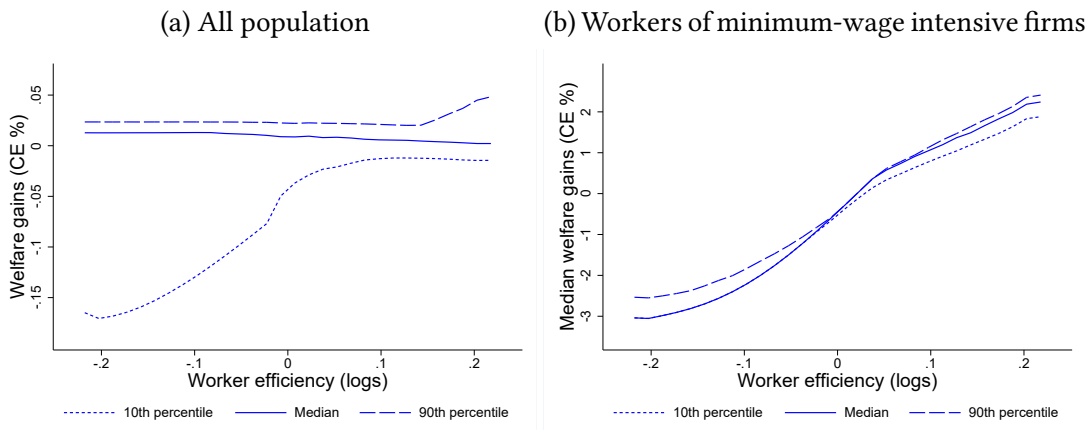 (a) All population
Welfare gains (CE %)
.05
0
-.05
-.1
-.15
-.2
-.1
0
.1
.2
Worker efficiency (logs)
10th percentile
Median
90th percentile
(b) Workers of minimum-wage intensive firms
Median welfare gains (CE %)
2
1
0
-1
-2
-3
-.2
-.1
0
.1
.2
Worker efficiency (logs)
10th percentile
Median
90th percentile